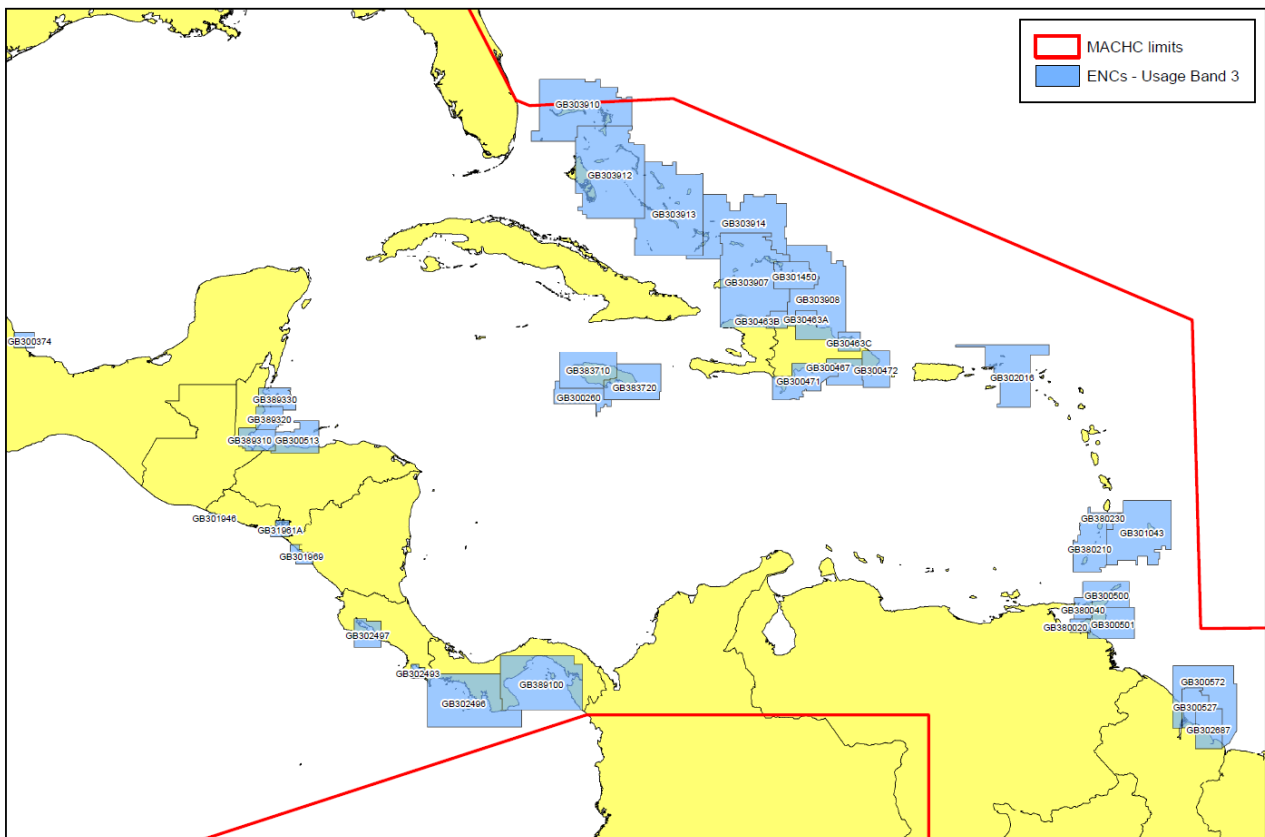 MACHC limits
ENCs - Usage Band 3
GB303910
GB303912
GB303913
GB303914
GB303907
GB301450
GB303908
GB30463B
GB30463A
GB30463C
GB300374
GB383710
GB383720
GB300260
GB300467
GB300472
GB300471
GB302016
GB389330
GB389320
GB389310
GB300513
GB301946
GB31961A
GB301969
GB380230
GB301043
GB380210
GB300500
GB380040
GB380020
GB300501
GB302497
GB302493
GB389100
GB302496
GB300572
GB300527
GB302687